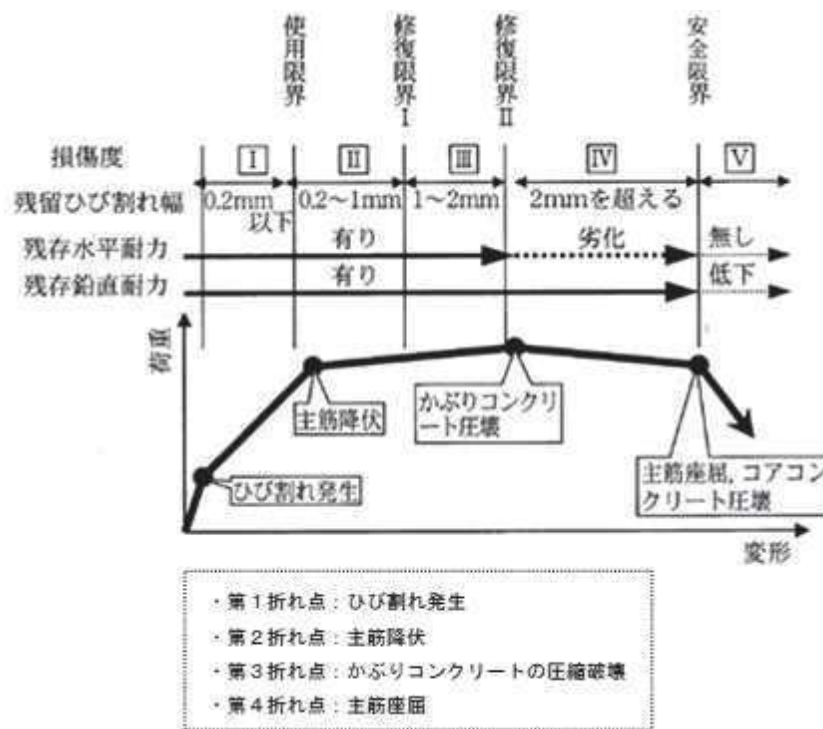 使用限界
修復限界Ⅰ
修復限界Ⅱ
安全限界
損傷度 Ⅰ Ⅱ Ⅲ Ⅳ Ⅴ
残留ひび割れ幅 0.2mm以下 0.2～1mm 1～2mm 2mmを超える
残存水平耐力 有り 劣化 無し
残存鉛直耐力 有り 低下
荷重
主筋降伏
かぶりコンクリ
ート圧壊
ひび割れ発生
主筋座屈，コアコン
クリート圧壊
変形
・第１折れ点：ひび割れ発生
・第２折れ点：主筋降伏
・第３折れ点：かぶりコンクリートの圧縮破壊
・第４折れ点：主筋座屈